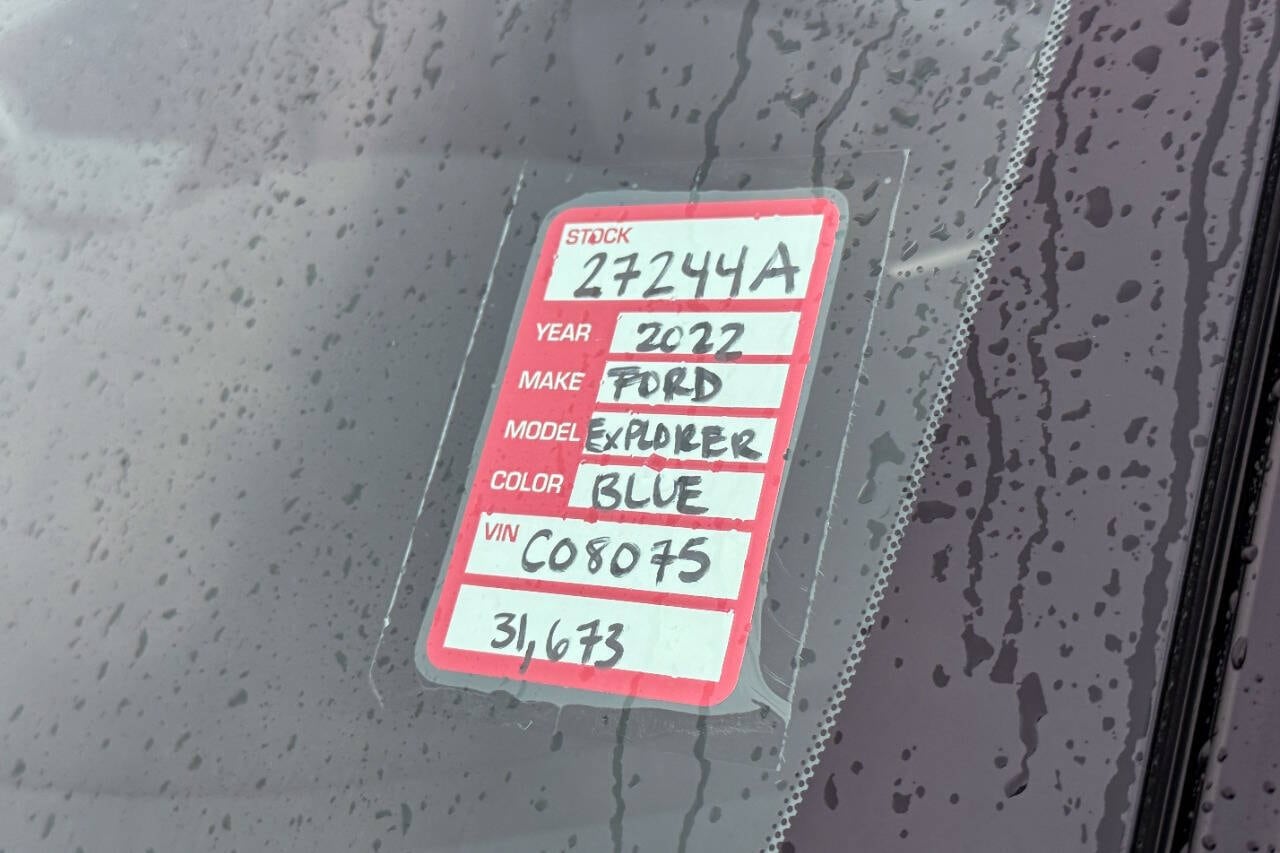 STOCK
27244A
YEAR 2022
MAKE FORD
MODEL EXPLORER
COLOR BLUE
VIN C08075
31,673